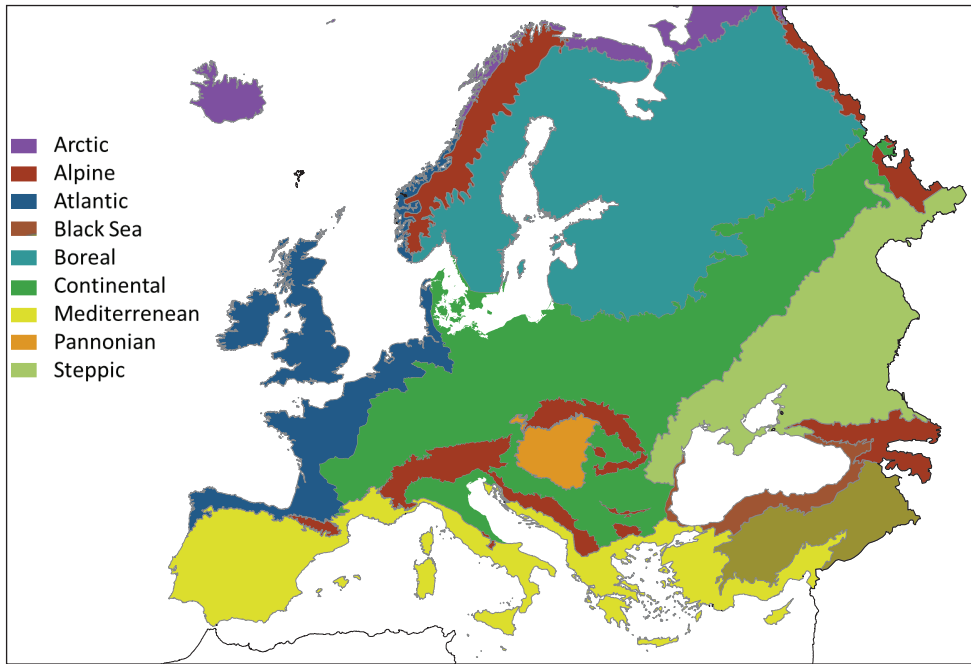 Arctic
Alpine
Atlantic
Black Sea
Boreal
Continental
Mediterrenean
Pannonian
Steppic